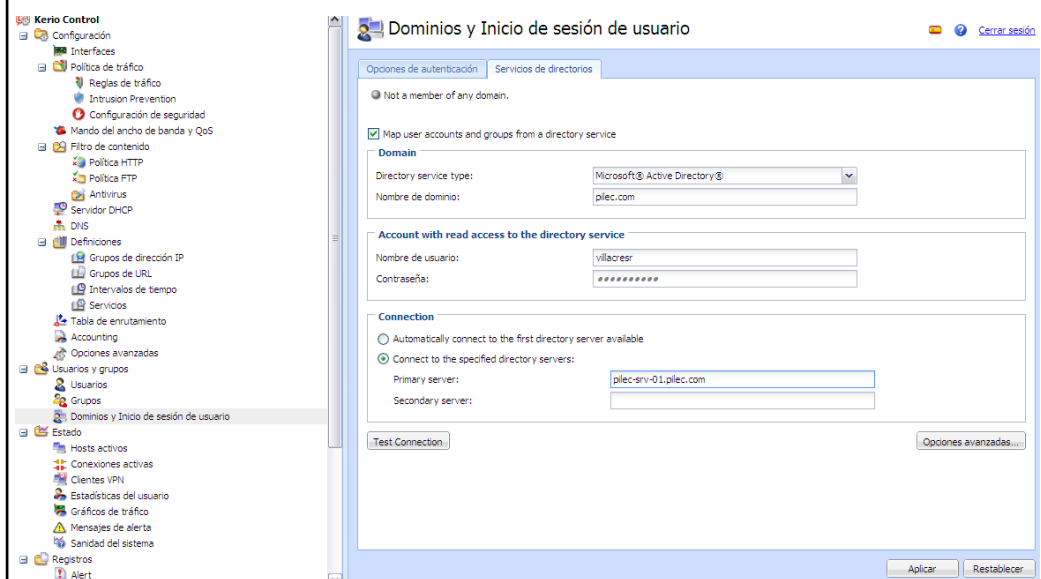 Kerio Control
Configuración
Interfaces
Política de tráfico
Reglas de tráfico
Intrusion Prevention
Configuración de seguridad
Mando del ancho de banda y QoS
Filtro de contenido
Política HTTP
Política FTP
Antivirus
Servidor DHCP
DNS
Definiciones
Grupos de dirección IP
Grupos de URL
Intervalos de tiempo
Servicios
Tabla de enrutamiento
Accounting
Opciones avanzadas
Usuarios y grupos
Usuarios
Grupos
Dominios y Inicio de sesión de usuario
Estado
Hosts activos
Conexiones activas
Clientes VPN
Estadísticas del usuario
Gráficos de tráfico
Mensajes de alerta
Sanidad del sistema
Registros
Alert
Dominios y Inicio de sesión de usuario
Cerrar sesión
Opciones de autenticación Servicios de directorios
Not a member of any domain.
Map user accounts and groups from a directory service
Domain
Directory service type: Microsoft® Active Directory®
Nombre de dominio: pilec.com
Account with read access to the directory service
Nombre de usuario: villacresr
Contraseña: **********
Connection
Automatically connect to the first directory server available
Connect to the specified directory servers:
Primary server: pilec-srv-01.pilec.com
Secondary server:
Test Connection Opciones avanzadas...
Aplicar Restablecer